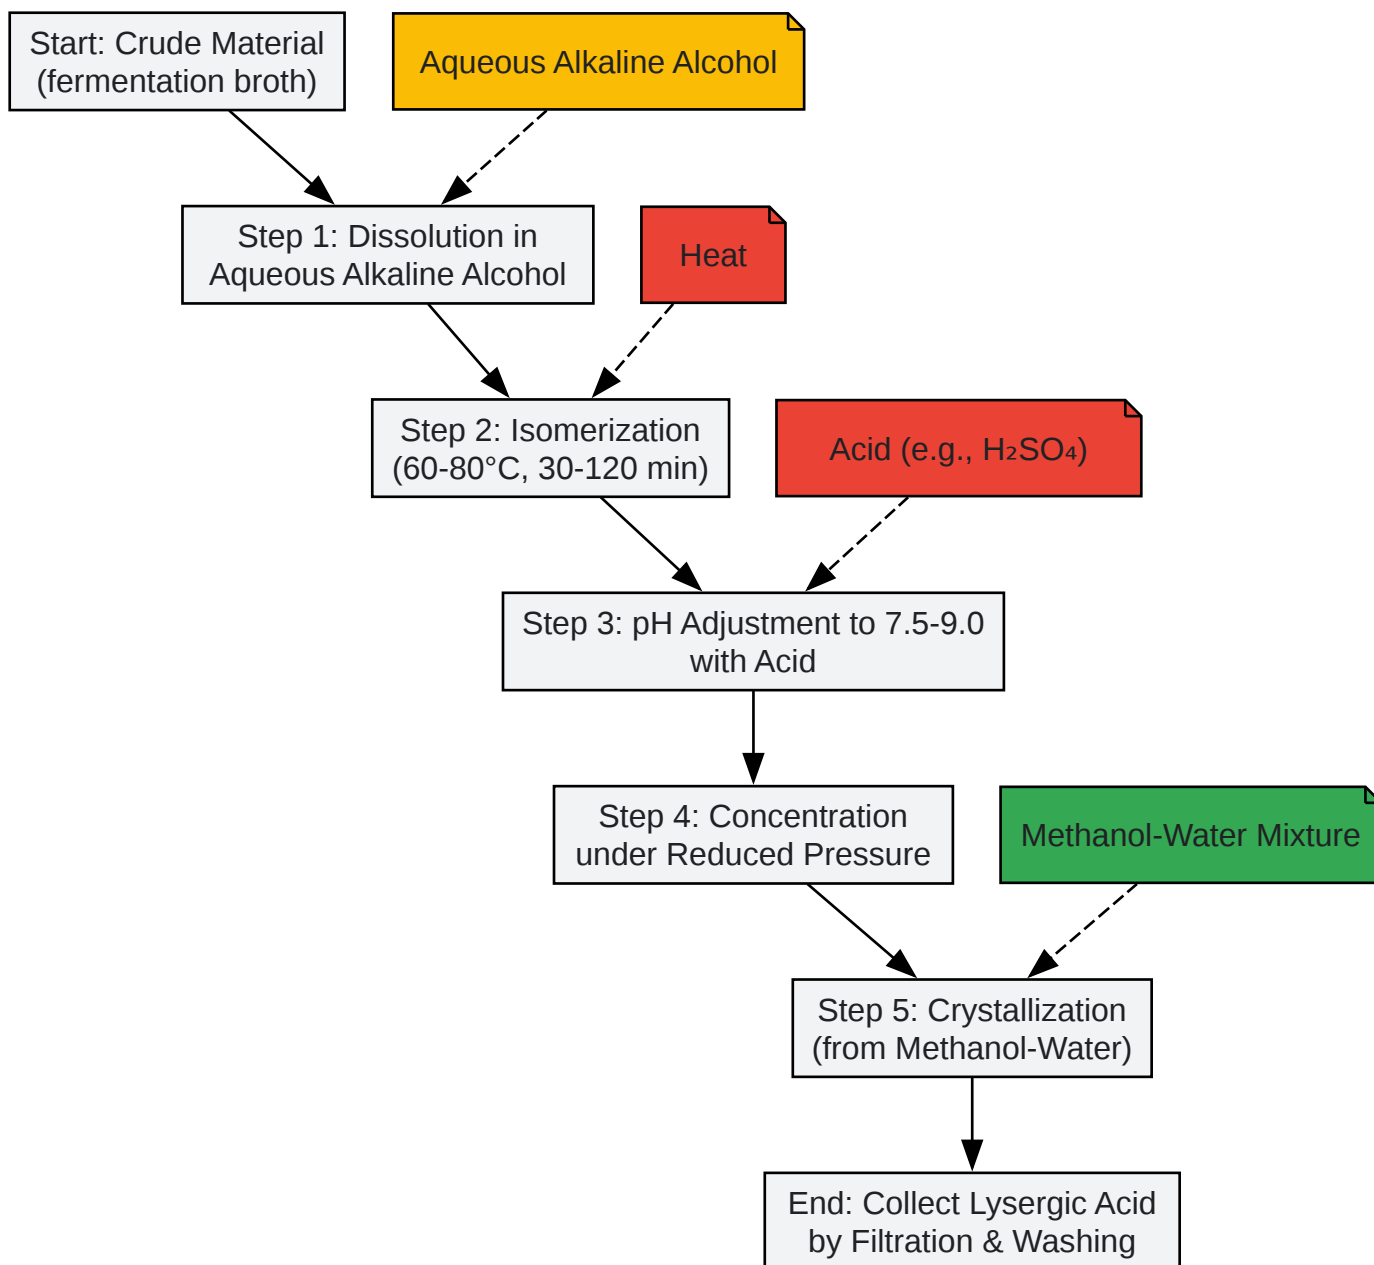 Start: Crude Material
(fermentation broth)
Aqueous Alkaline Alcohol
Step 1: Dissolution in
Aqueous Alkaline Alcohol
Heat
Step 2: Isomerization
(60-80°C, 30-120 min)
Acid (e.g., H₂SO₄)
Step 3: pH Adjustment to 7.5-9.0
with Acid
Step 4: Concentration
under Reduced Pressure
Methanol-Water Mixture
Step 5: Crystallization
(from Methanol-Water)
End: Collect Lysergic Acid
by Filtration & Washing